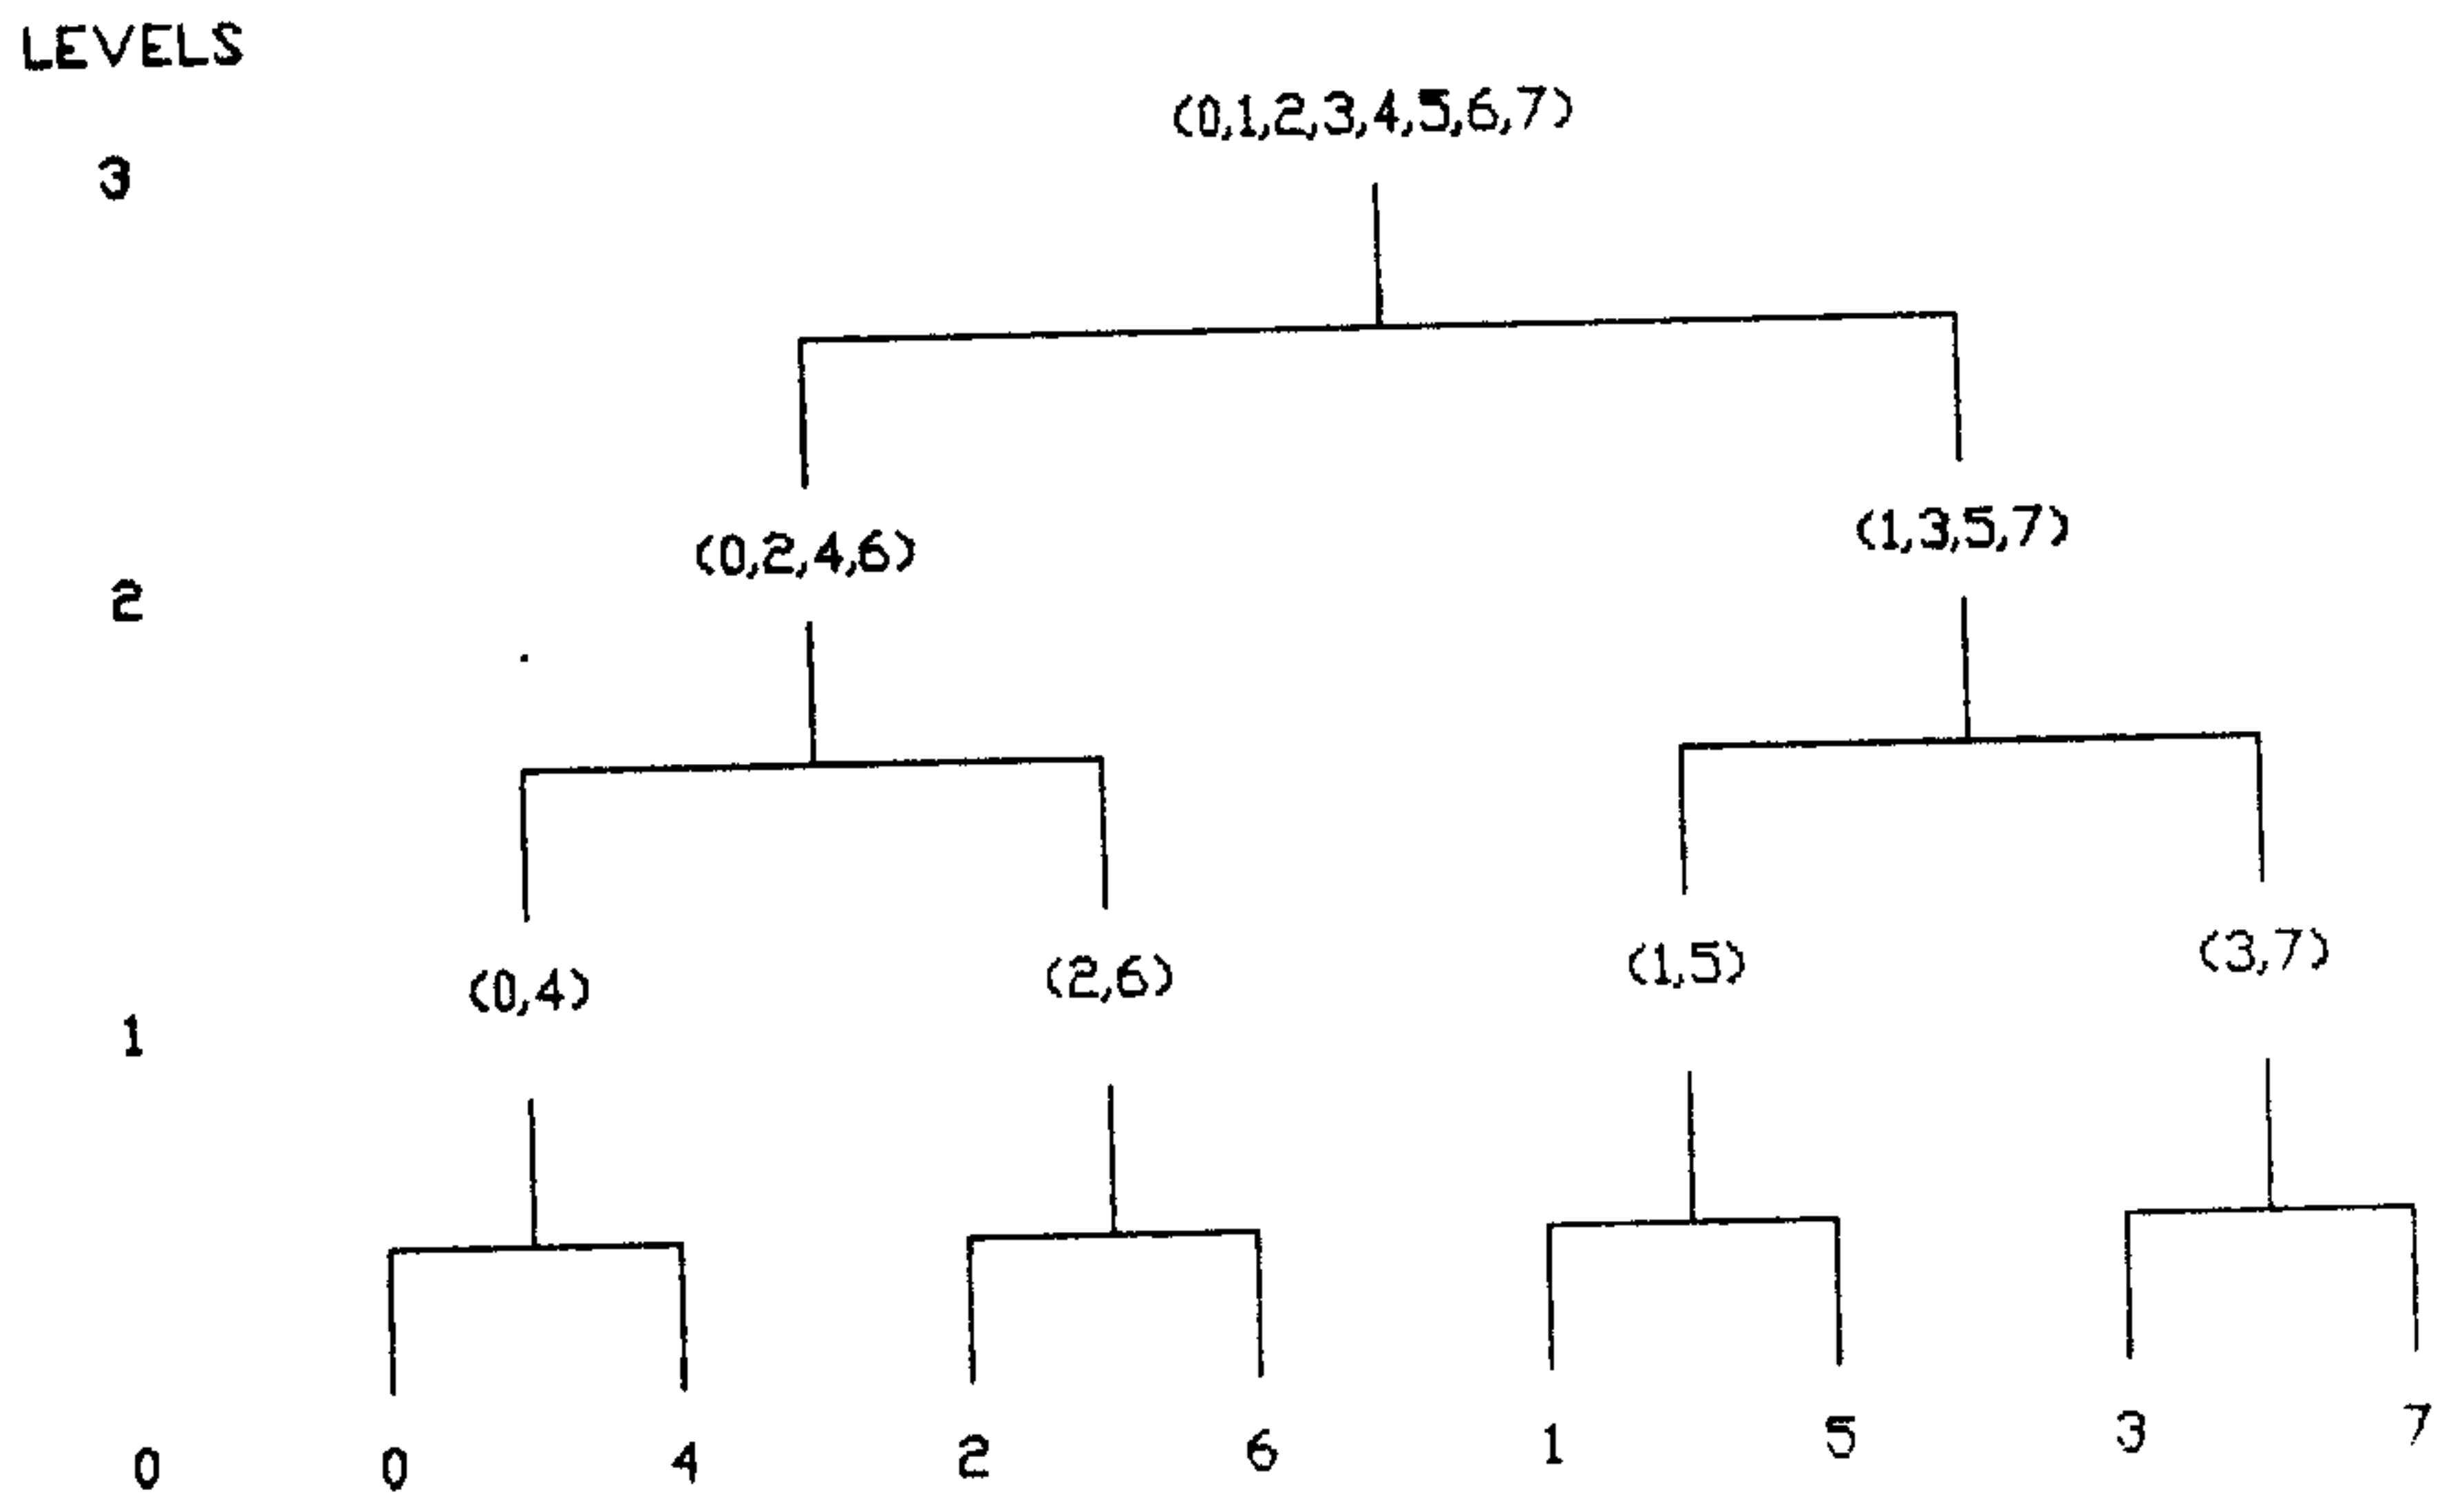 LEVELS
(0,1,2,3,4,5,6,7)
3
(0,2,4,6) (1,3,5,7)
2
(0,4) (2,6) (1,5) (3,7)
1
0 0 4 2 6 1 5 3 7